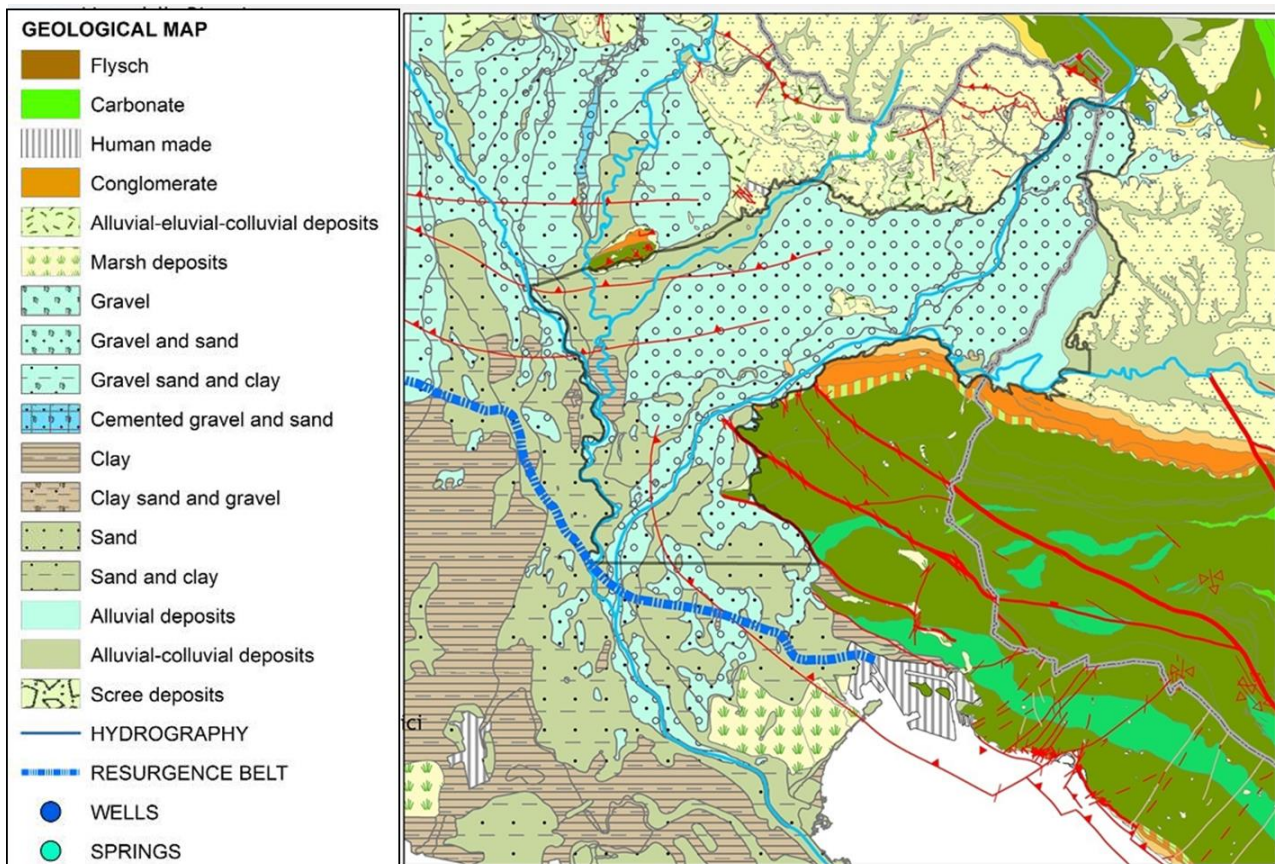 GEOLOGICAL MAP
Flysch
Carbonate
Human made
Conglomerate
Alluvial-eluvial-colluvial deposits
Marsh deposits
Gravel
Gravel and sand
Gravel sand and clay
Cemented gravel and sand
Clay
Clay sand and gravel
Sand
Sand and clay
Alluvial deposits
Alluvial-colluvial deposits
Scree deposits
HYDROGRAPHY
RESURGENCE BELT
WELLS
SPRINGS
ici